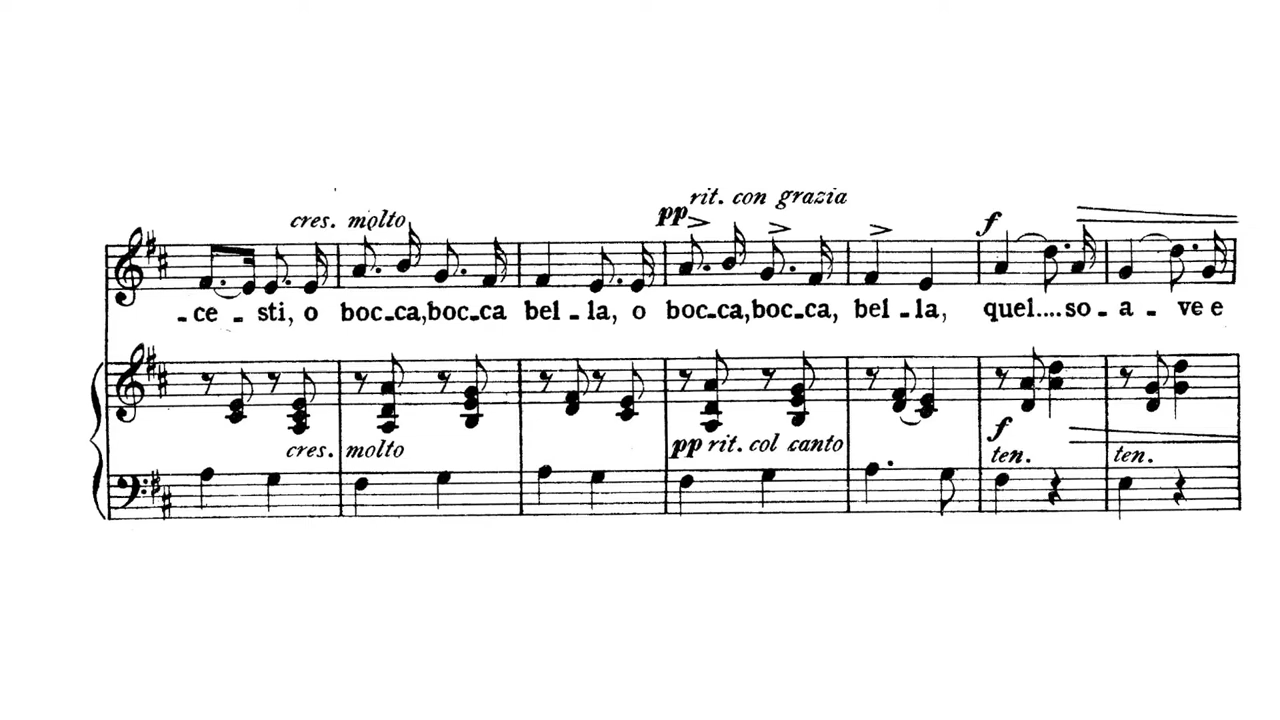 rit. con grazia
cres. molto pp f
- ce - sti, o boc-ca,boc-ca bel - la, o boc-ca,boc-ca, bel - la, quel....so - a - ve e
cres. molto pp rit. col canto f
ten. ten.